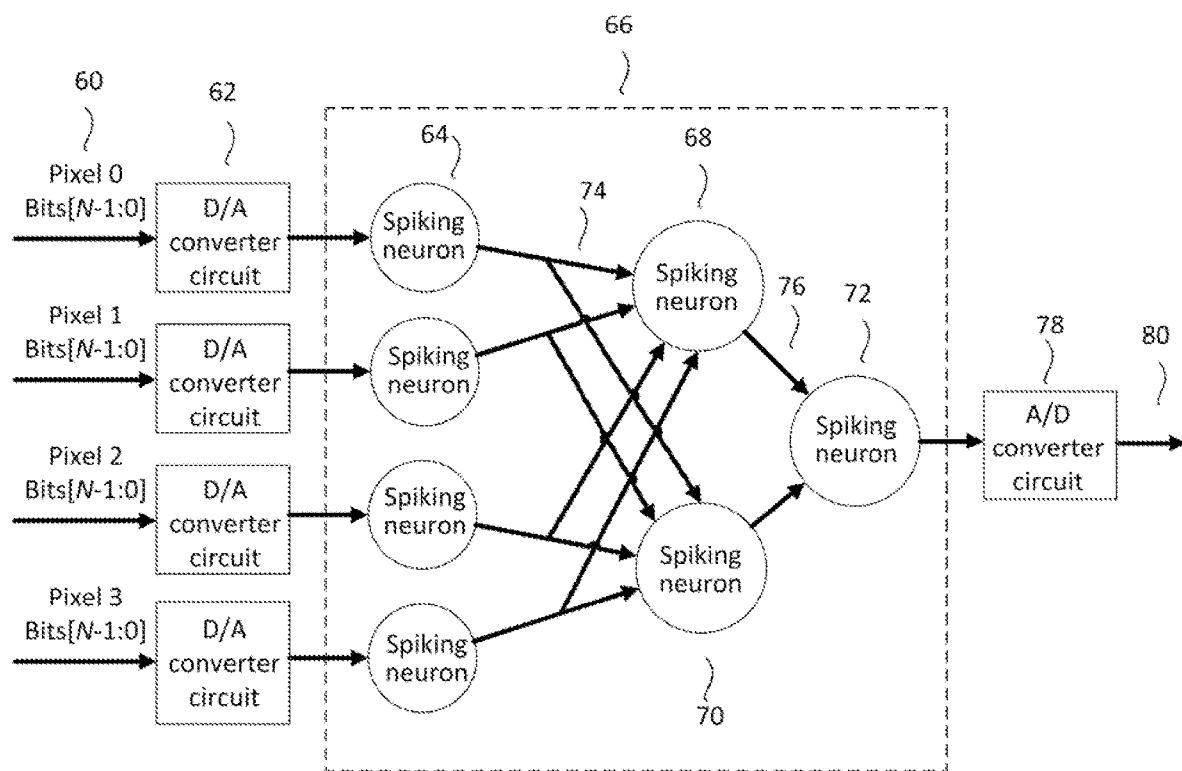 66
60
62
64
68
Pixel 0
Bits[N-1:0]
D/A
converter
circuit
Spiking
neuron
74
Spiking
neuron
76
72
Pixel 1
Bits[N-1:0]
D/A
converter
circuit
Spiking
neuron
78
80
Spiking
neuron
A/D
converter
circuit
Pixel 2
Bits[N-1:0]
D/A
converter
circuit
Spiking
neuron
Spiking
neuron
Pixel 3
Bits[N-1:0]
D/A
converter
circuit
Spiking
neuron
70